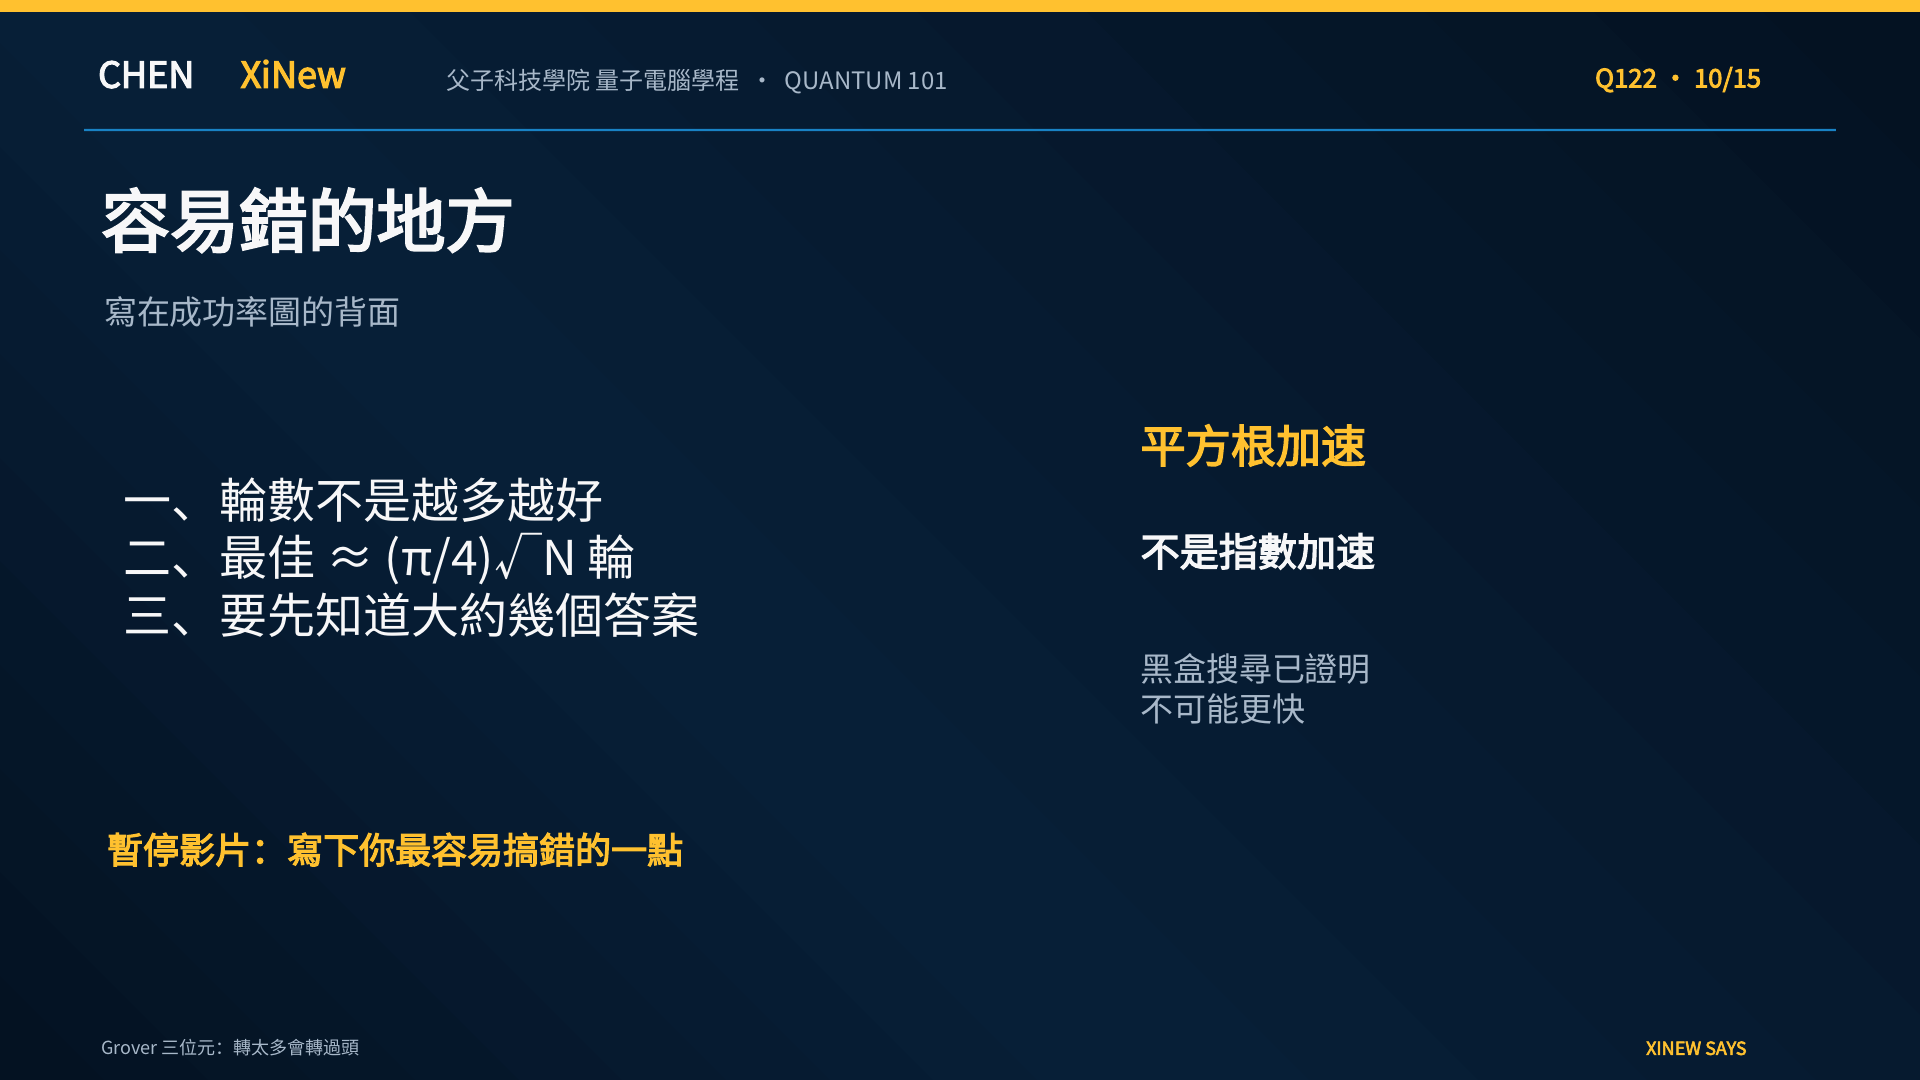 CHEN XiNew 父子科技學院 量子電腦學程 · QUANTUM 101 Q122 · 10/15
容易錯的地方
寫在成功率圖的背面
一、輪數不是越多越好
二、最佳 ≈ (π/4)√N 輪
三、要先知道大約幾個答案
平方根加速
不是指數加速
黑盒搜尋已證明
不可能更快
暫停影片：寫下你最容易搞錯的一點
Grover 三位元：轉太多會轉過頭
XINEW SAYS